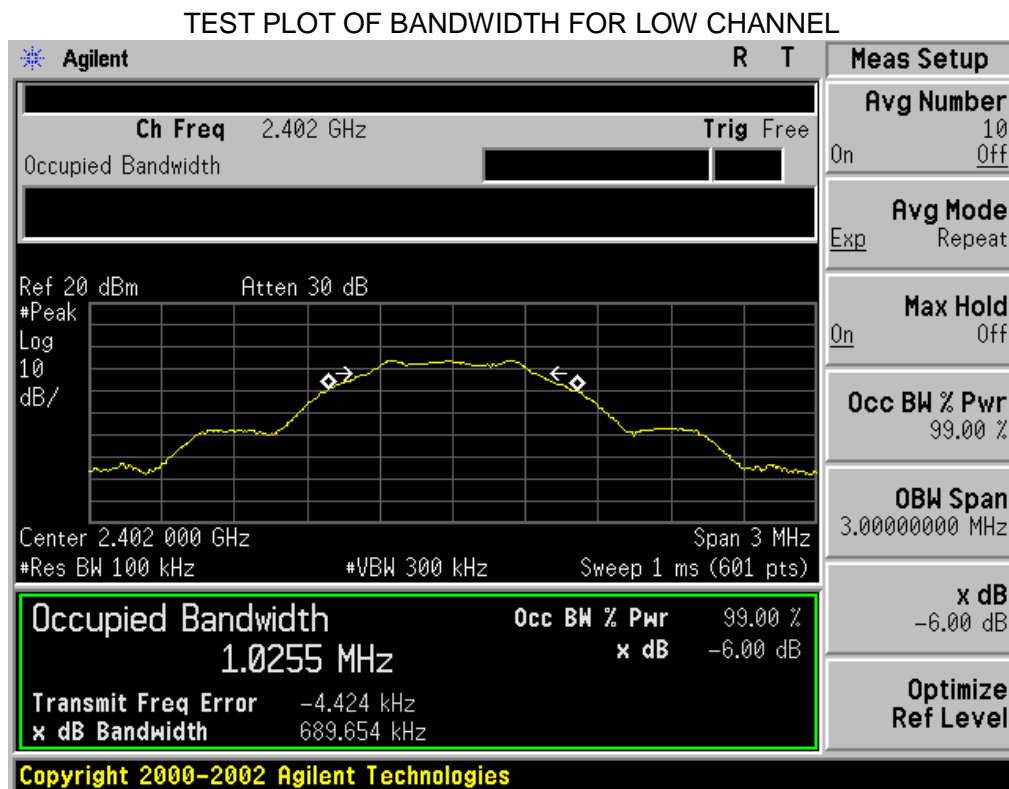 TEST PLOT OF BANDWIDTH FOR LOW CHANNEL
Agilent R T
Ch Freq 2.402 GHz Trig Free
Occupied Bandwidth
Ref 20 dBm Atten 30 dB
#Peak
Log
10
dB/
Center 2.402 000 GHz Span 3 MHz
#Res BW 100 kHz #VBW 300 kHz Sweep 1 ms (601 pts)
Occupied Bandwidth Occ BW % Pwr 99.00 %
1.0255 MHz x dB -6.00 dB
Transmit Freq Error -4.424 kHz
x dB Bandwidth 689.654 kHz
Copyright 2000-2002 Agilent Technologies
Meas Setup
Avg Number
10
On Off
Avg Mode
Exp Repeat
Max Hold
On Off
Occ BW % Pwr
99.00 %
OBW Span
3.00000000 MHz
x dB
-6.00 dB
Optimize
Ref Level